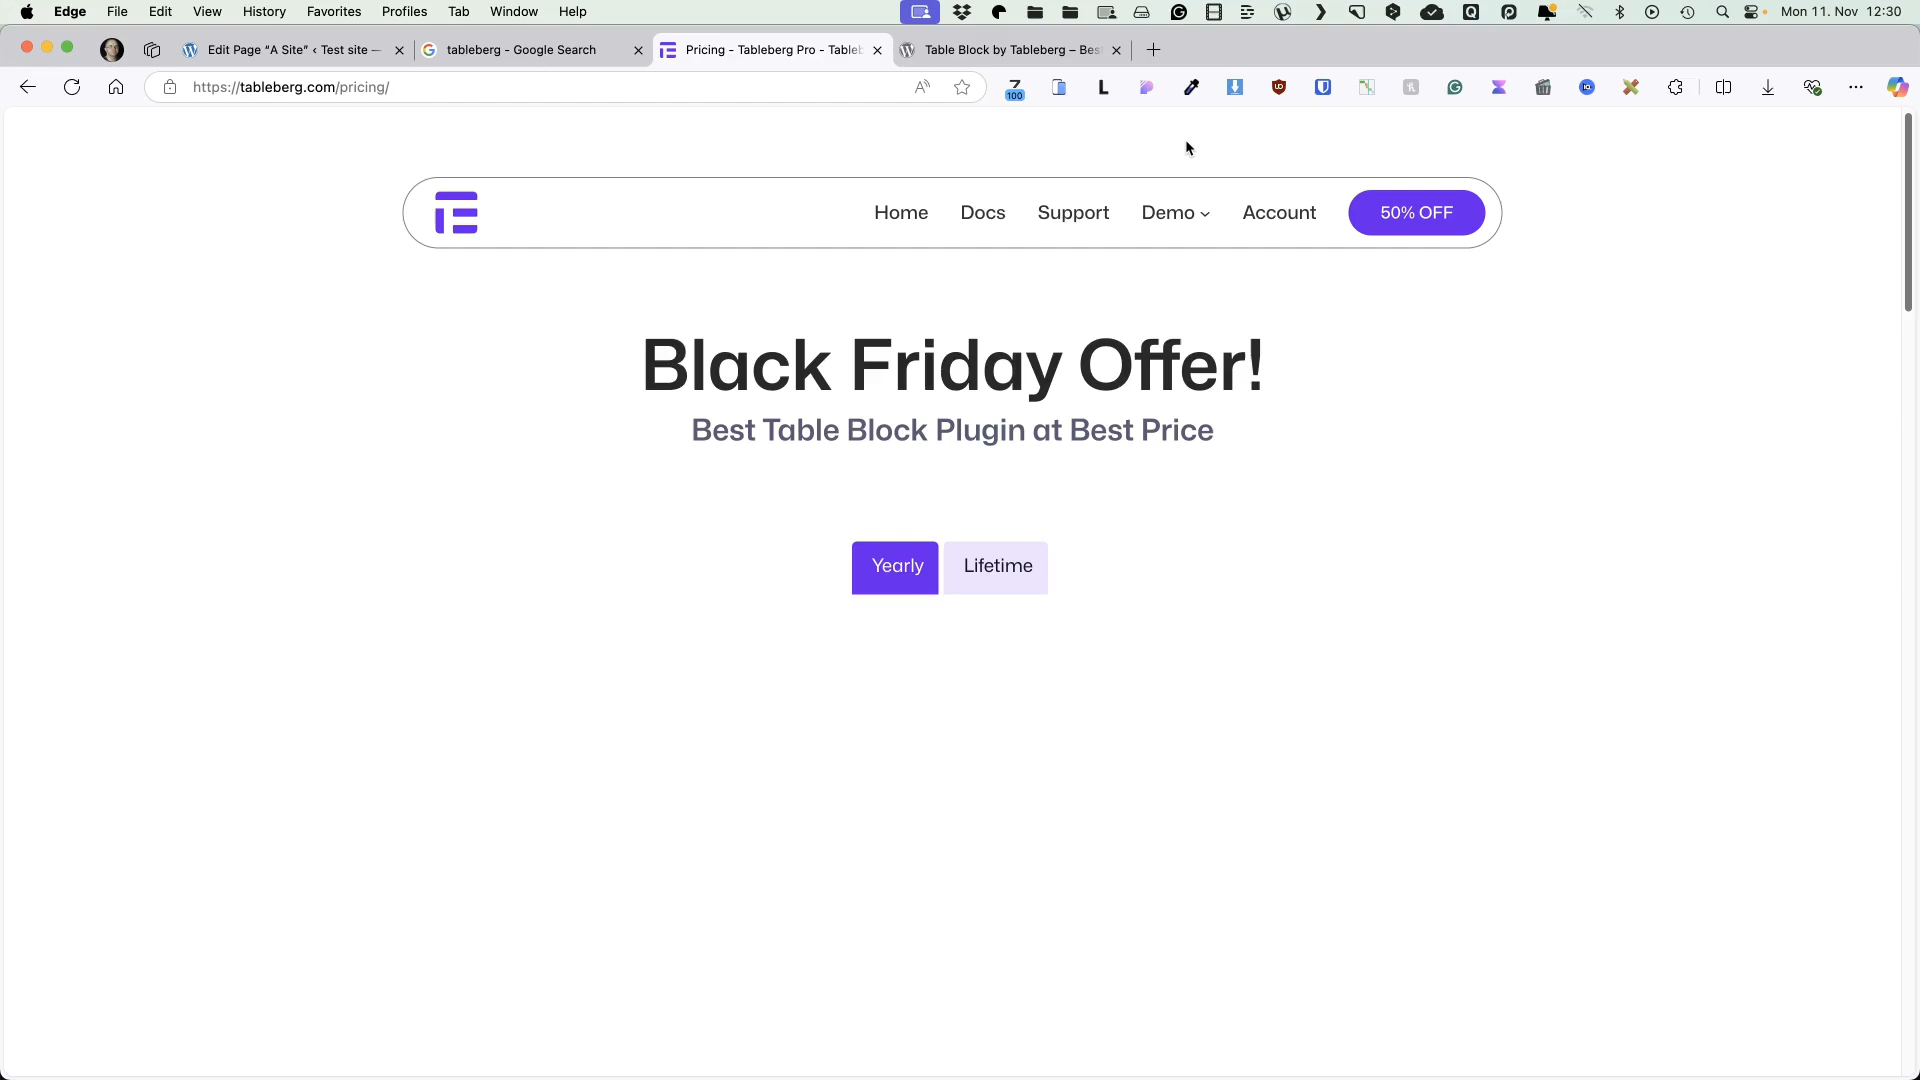 Edge File Edit View History Favorites Profiles Tab Window Help
Mon 11. Nov 12:30
Edit Page “A Site” ‹ Test site —
tableberg - Google Search
Pricing - Tableberg Pro - Tableb
Table Block by Tableberg – Bes
https://tableberg.com/pricing/
100
Home Docs Support Demo Account 50% OFF
Black Friday Offer!
Best Table Block Plugin at Best Price
Yearly Lifetime